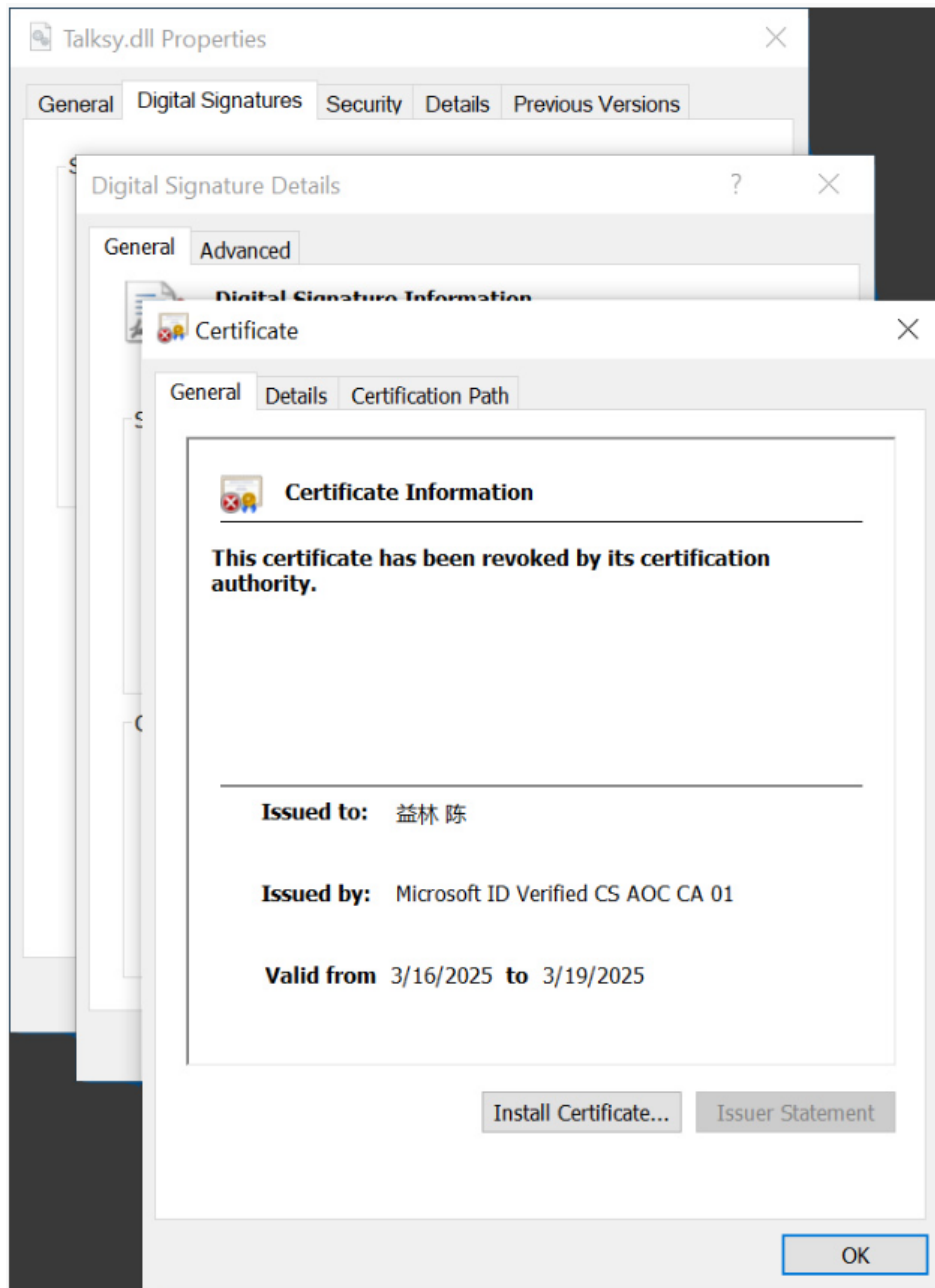 Talksy.dll Properties
General Digital Signatures Security Details Previous Versions
S
Digital Signature Details ?
General Advanced
Digital Signature Information
Certificate
General Details Certification Path
S
Certificate Information
This certificate has been revoked by its certification
authority.
C
Issued to: 益林 陈
Issued by: Microsoft ID Verified CS AOC CA 01
Valid from 3/16/2025 to 3/19/2025
Install Certificate... Issuer Statement
OK